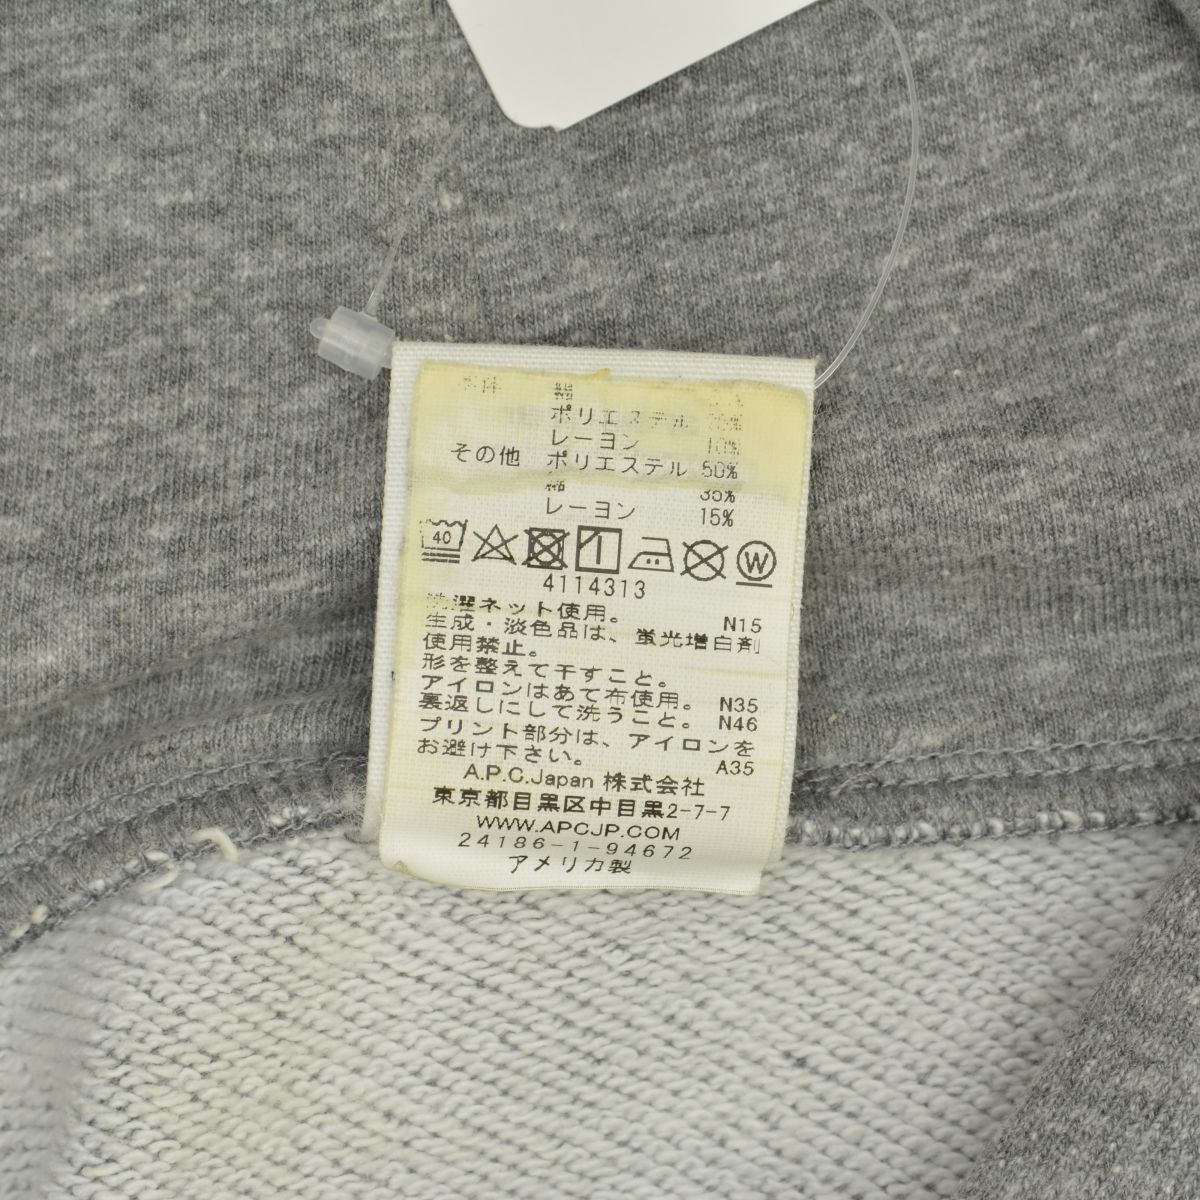 綿
ポリエステル
レーヨン 10%
その他 ポリエステル 50%
綿 35%
レーヨン 15%
40
W
4114313
洗濯ネット使用。 N15
生成・淡色品は、蛍光増白剤
使用禁止。
形を整えて干すこと。
アイロンはあて布使用。 N35
裏返しにして洗うこと。 N46
プリント部分は、アイロンを
お避け下さい。 A35
A.P.C.Japan 株式会社
東京都目黒区中目黒2-7-7
WWW.APCJP.COM
24186-1-94672
アメリカ製